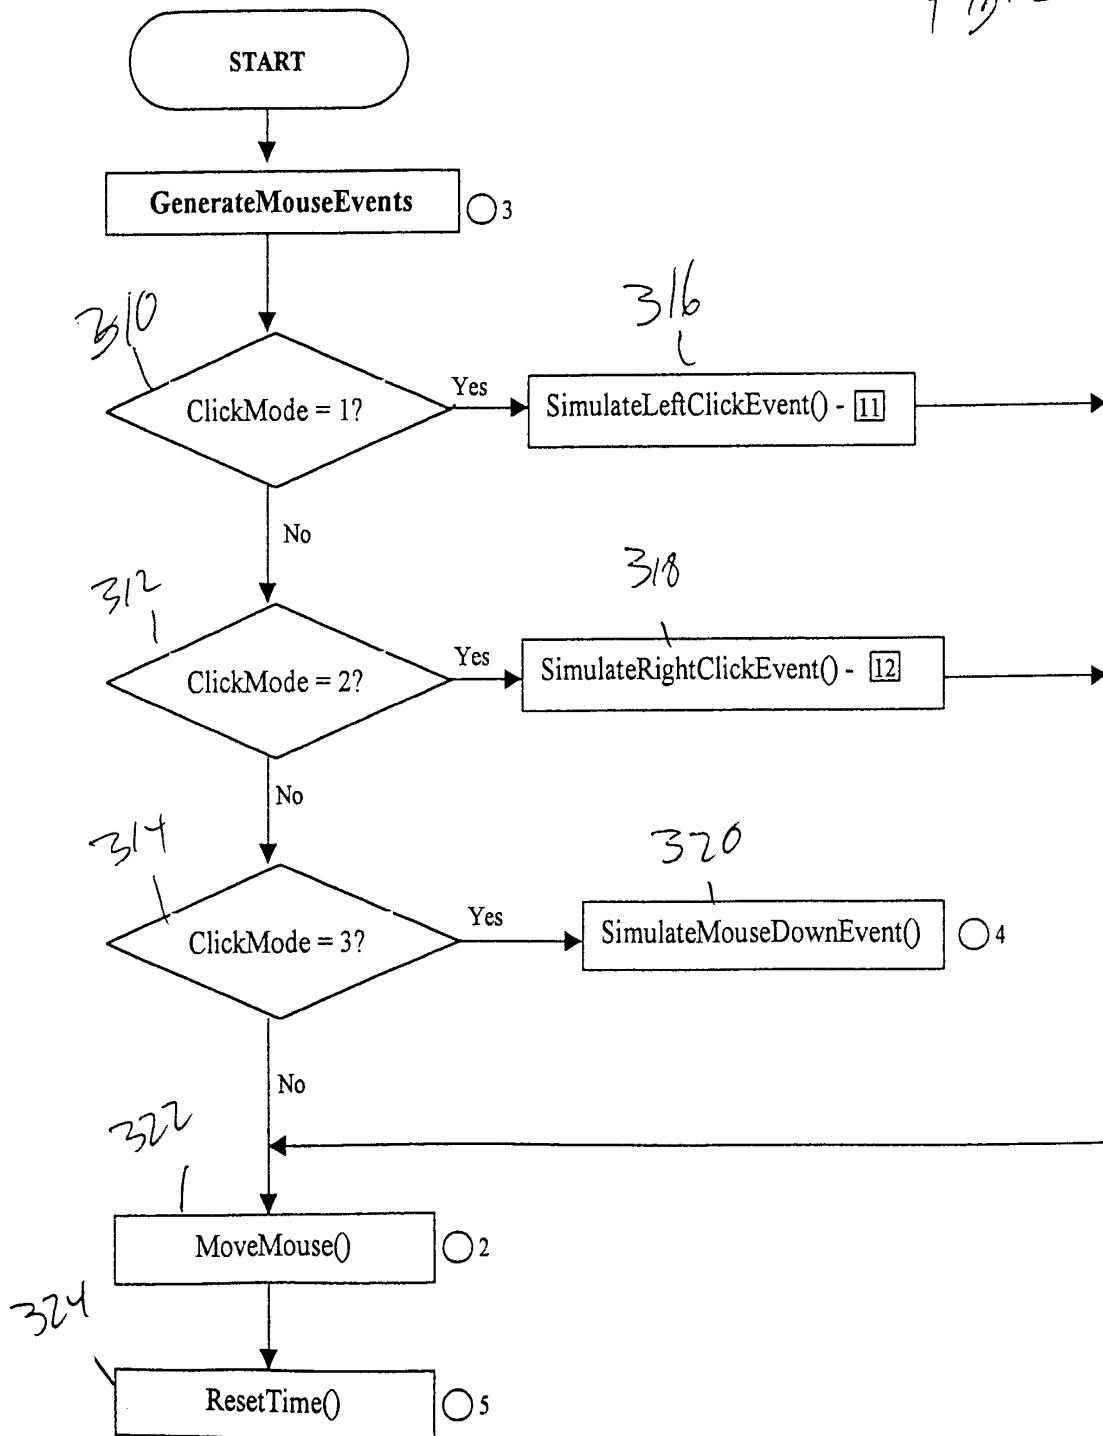 START
GenerateMouseEvents
3
310
316
ClickMode = 1?
Yes
SimulateLeftClickEvent() - 11
No
312
318
ClickMode = 2?
Yes
SimulateRightClickEvent() - 12
No
314
320
ClickMode = 3?
Yes
SimulateMouseDownEvent()
4
No
322
MoveMouse()
2
324
ResetTime()
5